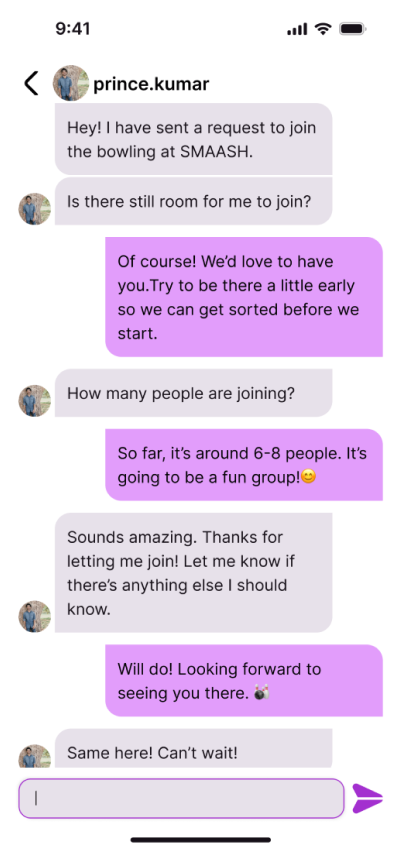 9:41
prince.kumar
Hey! I have sent a request to join
the bowling at SMAASH.
Is there still room for me to join?
Of course! We’d love to have
you.Try to be there a little early
so we can get sorted before we
start.
How many people are joining?
So far, it’s around 6-8 people. It’s
going to be a fun group!😊
Sounds amazing. Thanks for
letting me join! Let me know if
there’s anything else I should
know.
Will do! Looking forward to
seeing you there. 🎳
Same here! Can’t wait!